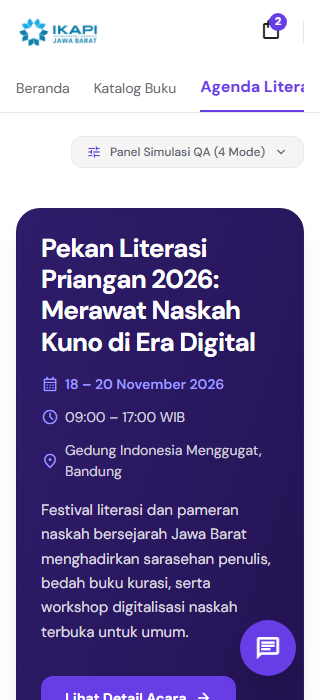 IKAPI
JAWA BARAT
2
Beranda
Katalog Buku
Agenda Litera
Panel Simulasi QA (4 Mode)
Pekan Literasi
Priangan 2026:
Merawat Naskah
Kuno di Era Digital
18 – 20 November 2026
09:00 – 17:00 WIB
Gedung Indonesia Menggugat,
Bandung
Festival literasi dan pameran
naskah bersejarah Jawa Barat
menghadirkan sarasehan penulis,
bedah buku kurasi, serta
workshop digitalisasi naskah
terbuka untuk umum.
Lihat Detail Acara